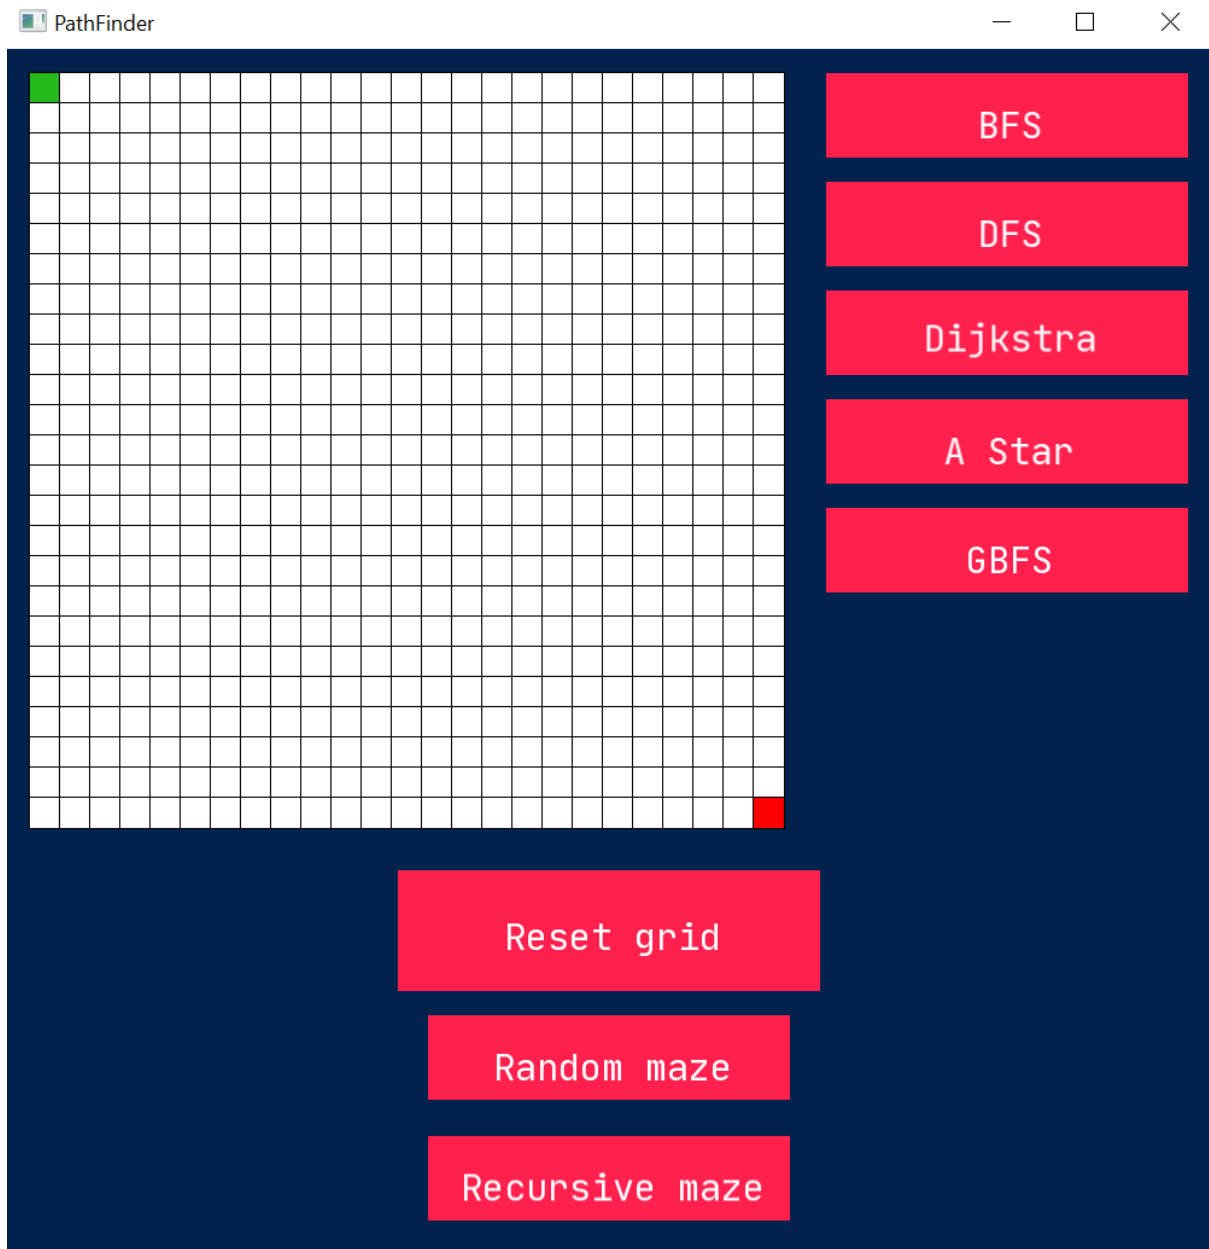 PathFinder
BFS
DFS
Dijkstra
A Star
GBFS
Reset grid
Random maze
Recursive maze